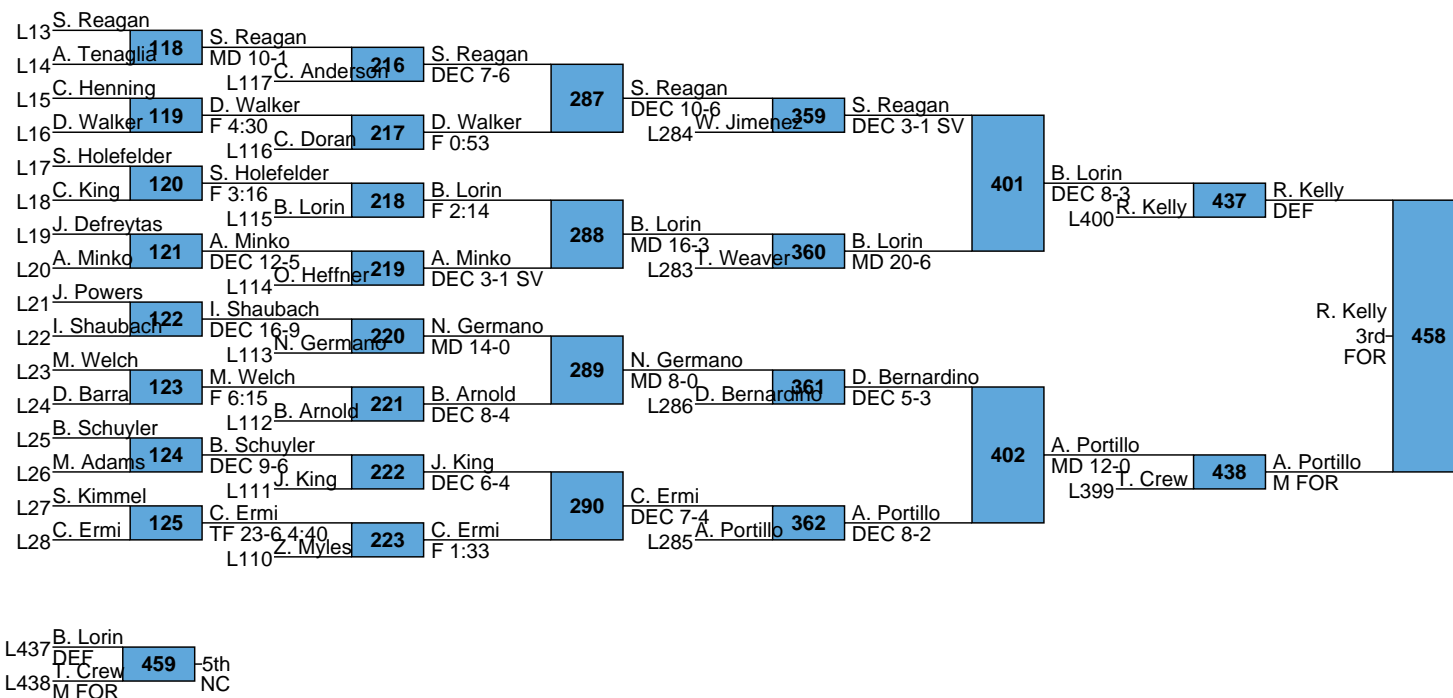 L13 S. Reagan
L14 A. Tenaglia
118
S. Reagan
MD 10-1
L117 C. Anderson
216
S. Reagan
DEC 7-6
L15 C. Henning
L16 D. Walker
119
D. Walker
F 4:30
L116 C. Doran
217
D. Walker
F 0:53
287
S. Reagan
DEC 10-6
L284 W. Jimenez
359
S. Reagan
DEC 3-1 SV
L17 S. Holefelder
L18 C. King
120
S. Holefelder
F 3:16
L115 B. Lorin
218
B. Lorin
F 2:14
L19 J. Defreytas
L20 A. Minko
121
A. Minko
DEC 12-5
L114 O. Heffner
219
A. Minko
DEC 3-1 SV
288
B. Lorin
MD 16-3
L283 T. Weaver
360
B. Lorin
MD 20-6
401
B. Lorin
DEC 8-3
L400 R. Kelly
437
R. Kelly
DEF
L21 J. Powers
L22 I. Shaubach
122
I. Shaubach
DEC 16-9
L113 N. Germano
220
N. Germano
MD 14-0
L23 M. Welch
L24 D. Barra
123
M. Welch
F 6:15
L112 B. Arnold
221
B. Arnold
DEC 8-4
289
N. Germano
MD 8-0
L286 D. Bernardino
361
D. Bernardino
DEC 5-3
L25 B. Schuyler
L26 M. Adams
124
B. Schuyler
DEC 9-6
L111 J. King
222
J. King
DEC 6-4
L27 S. Kimmel
L28 C. Ermi
125
C. Ermi
TF 23-6 4:40
L110 Z. Myles
223
C. Ermi
F 1:33
290
C. Ermi
DEC 7-4
L285 A. Portillo
362
A. Portillo
DEC 8-2
402
A. Portillo
MD 12-0
L399 T. Crew
438
A. Portillo
M FOR
458
R. Kelly
3rd
FOR
L437 B. Lorin
DEF
L438 T. Crew
M FOR
459
5th
NC